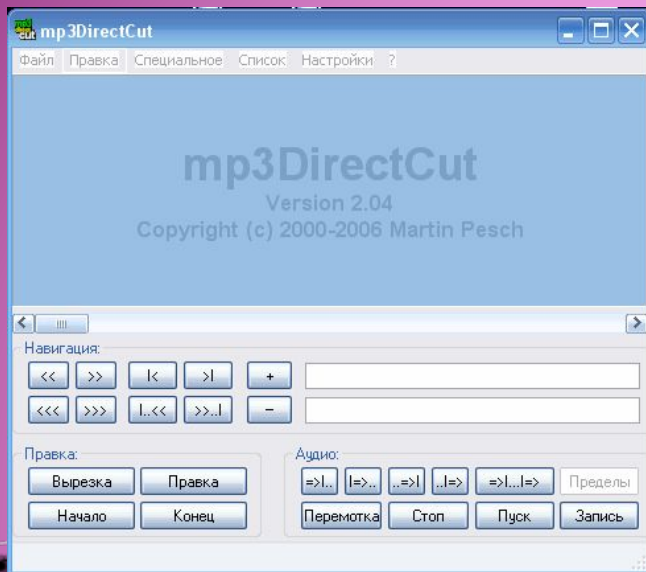 mp3DirectCut
Файл Правка Специальное Список Настройки ?
mp3DirectCut
Version 2.04
Copyright (c) 2000-2006 Martin Pesch
Навигация:
<< >> |< >| +
<<< >>> |..<< >>..| −
Правка:
Вырезка Правка
Начало Конец
Аудио:
=>|.. |=>.. ..=>| ..|=> =>|...|=> Пределы
Перемотка Стоп Пуск Запись